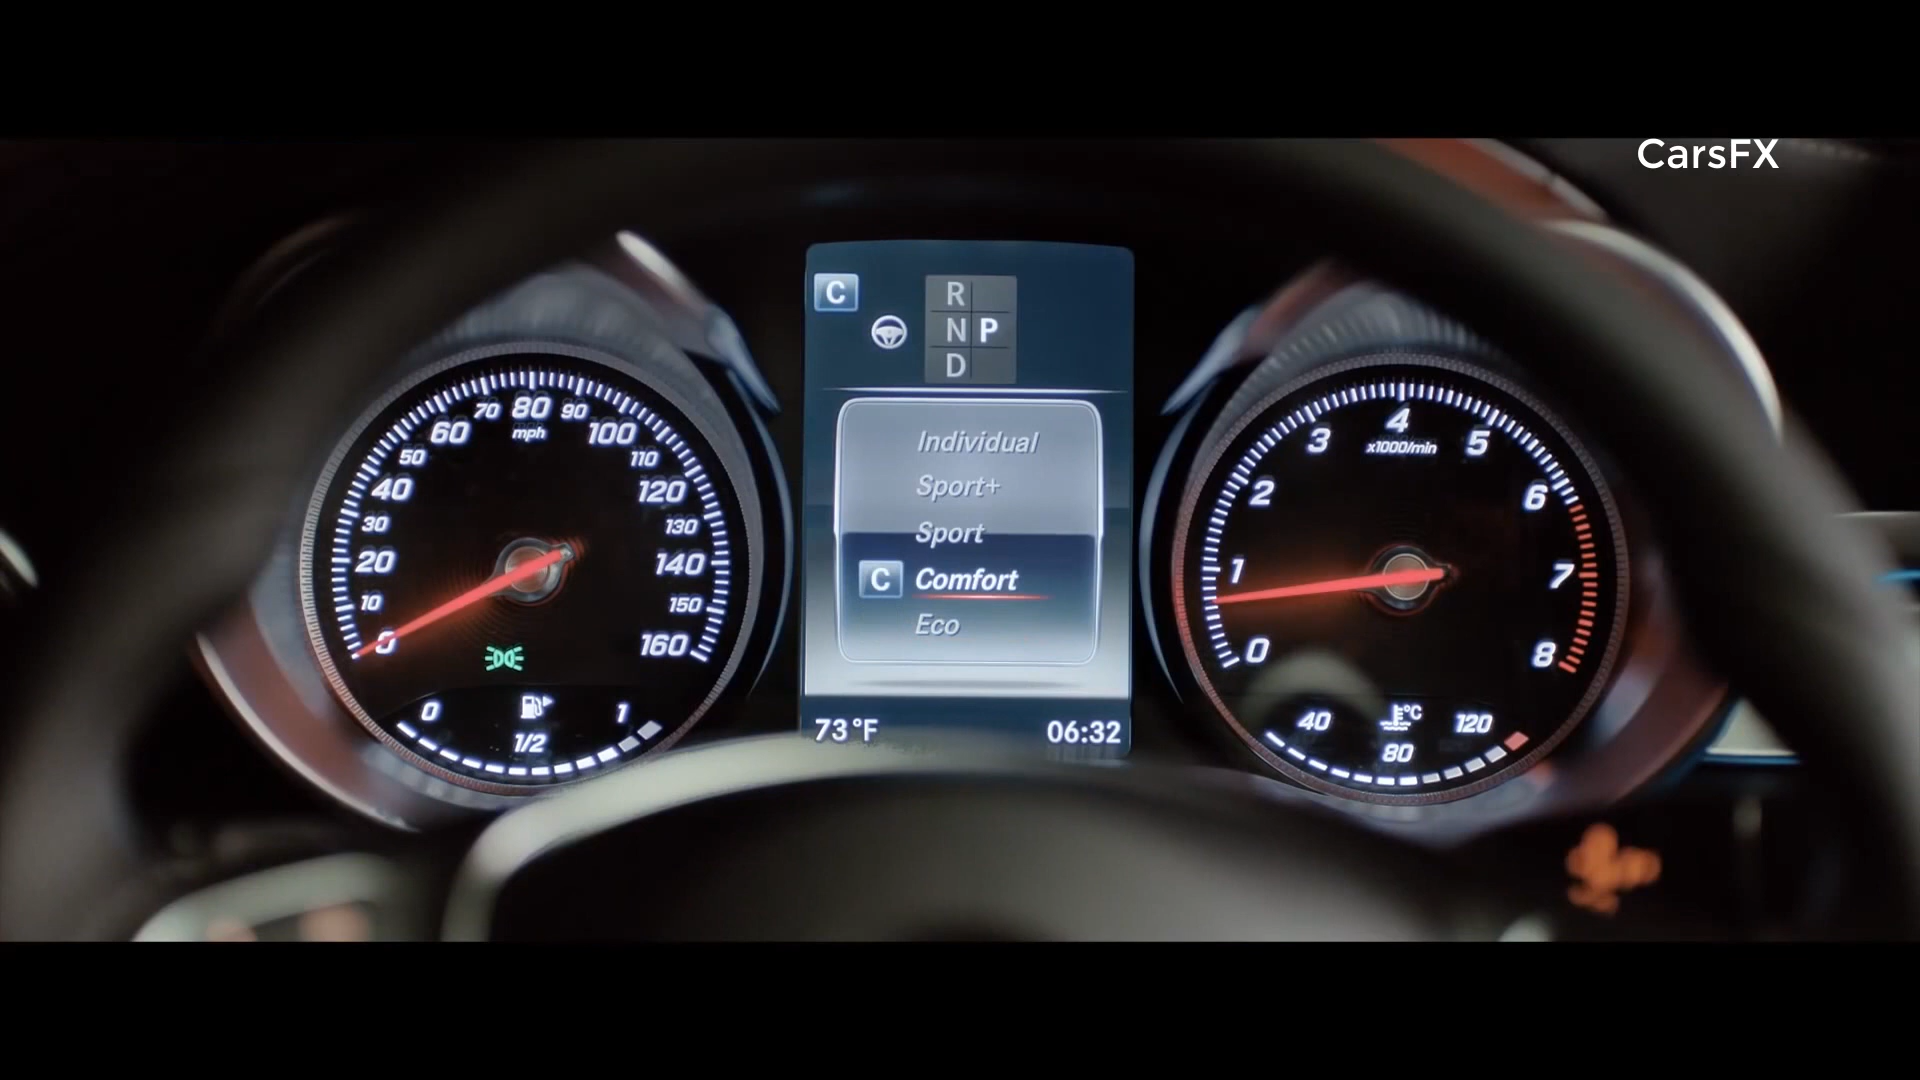 CarsFX
C
R
N P
D
Individual
Sport+
Sport
C Comfort
Eco
73°F 06:32
0
10
20
30
40
50
60
70
80
90
100
110
120
130
140
150
160
mph
0 1/2 1
0
1
2
3
4
5
6
7
8
x1000/min
°C
40 80 120